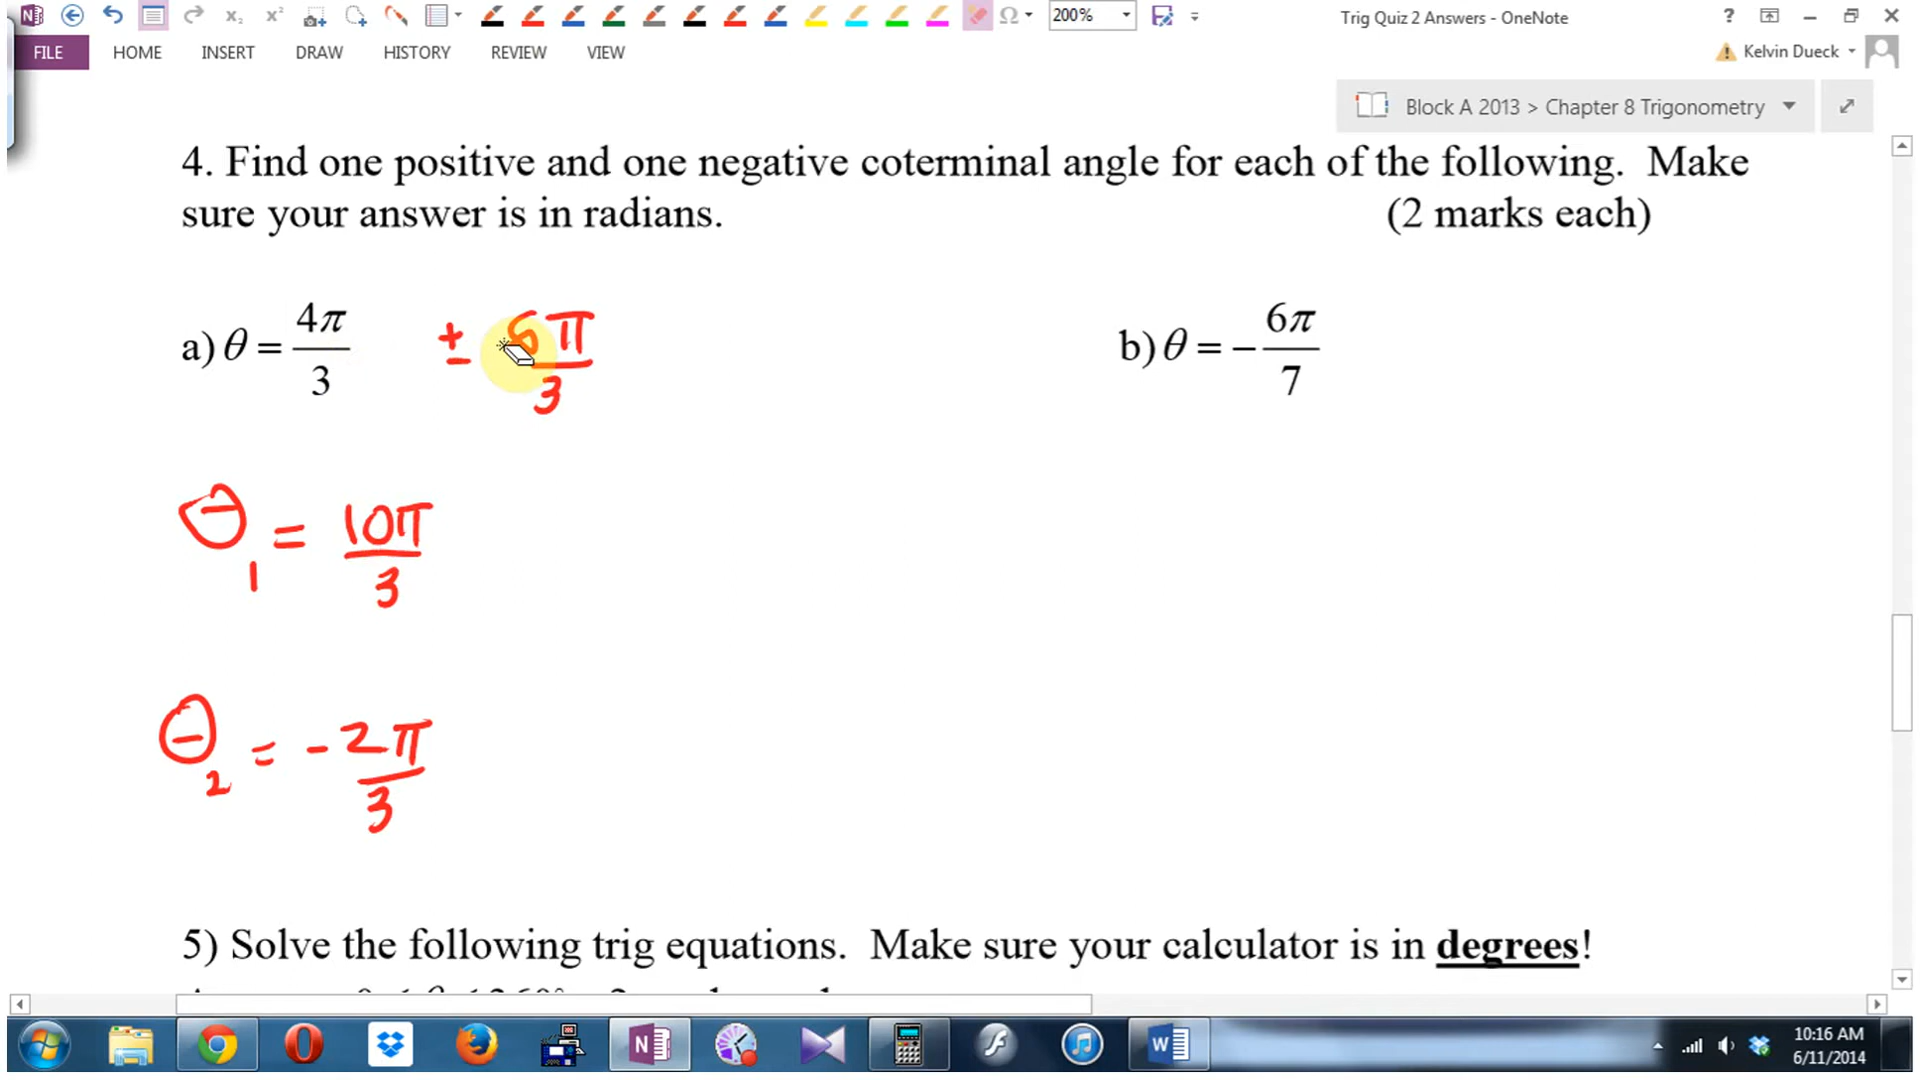 200%
Trig Quiz 2 Answers - OneNote
FILE HOME INSERT DRAW HISTORY REVIEW VIEW
Kelvin Dueck
Block A 2013 > Chapter 8 Trigonometry
4. Find one positive and one negative coterminal angle for each of the following. Make
sure your answer is in radians. (2 marks each)
a) θ = 4π/3 ± 6π/3
b) θ = − 6π/7
θ₁ = 10π/3
θ₂ = - 2π/3
5) Solve the following trig equations. Make sure your calculator is in degrees!
10:16 AM
6/11/2014